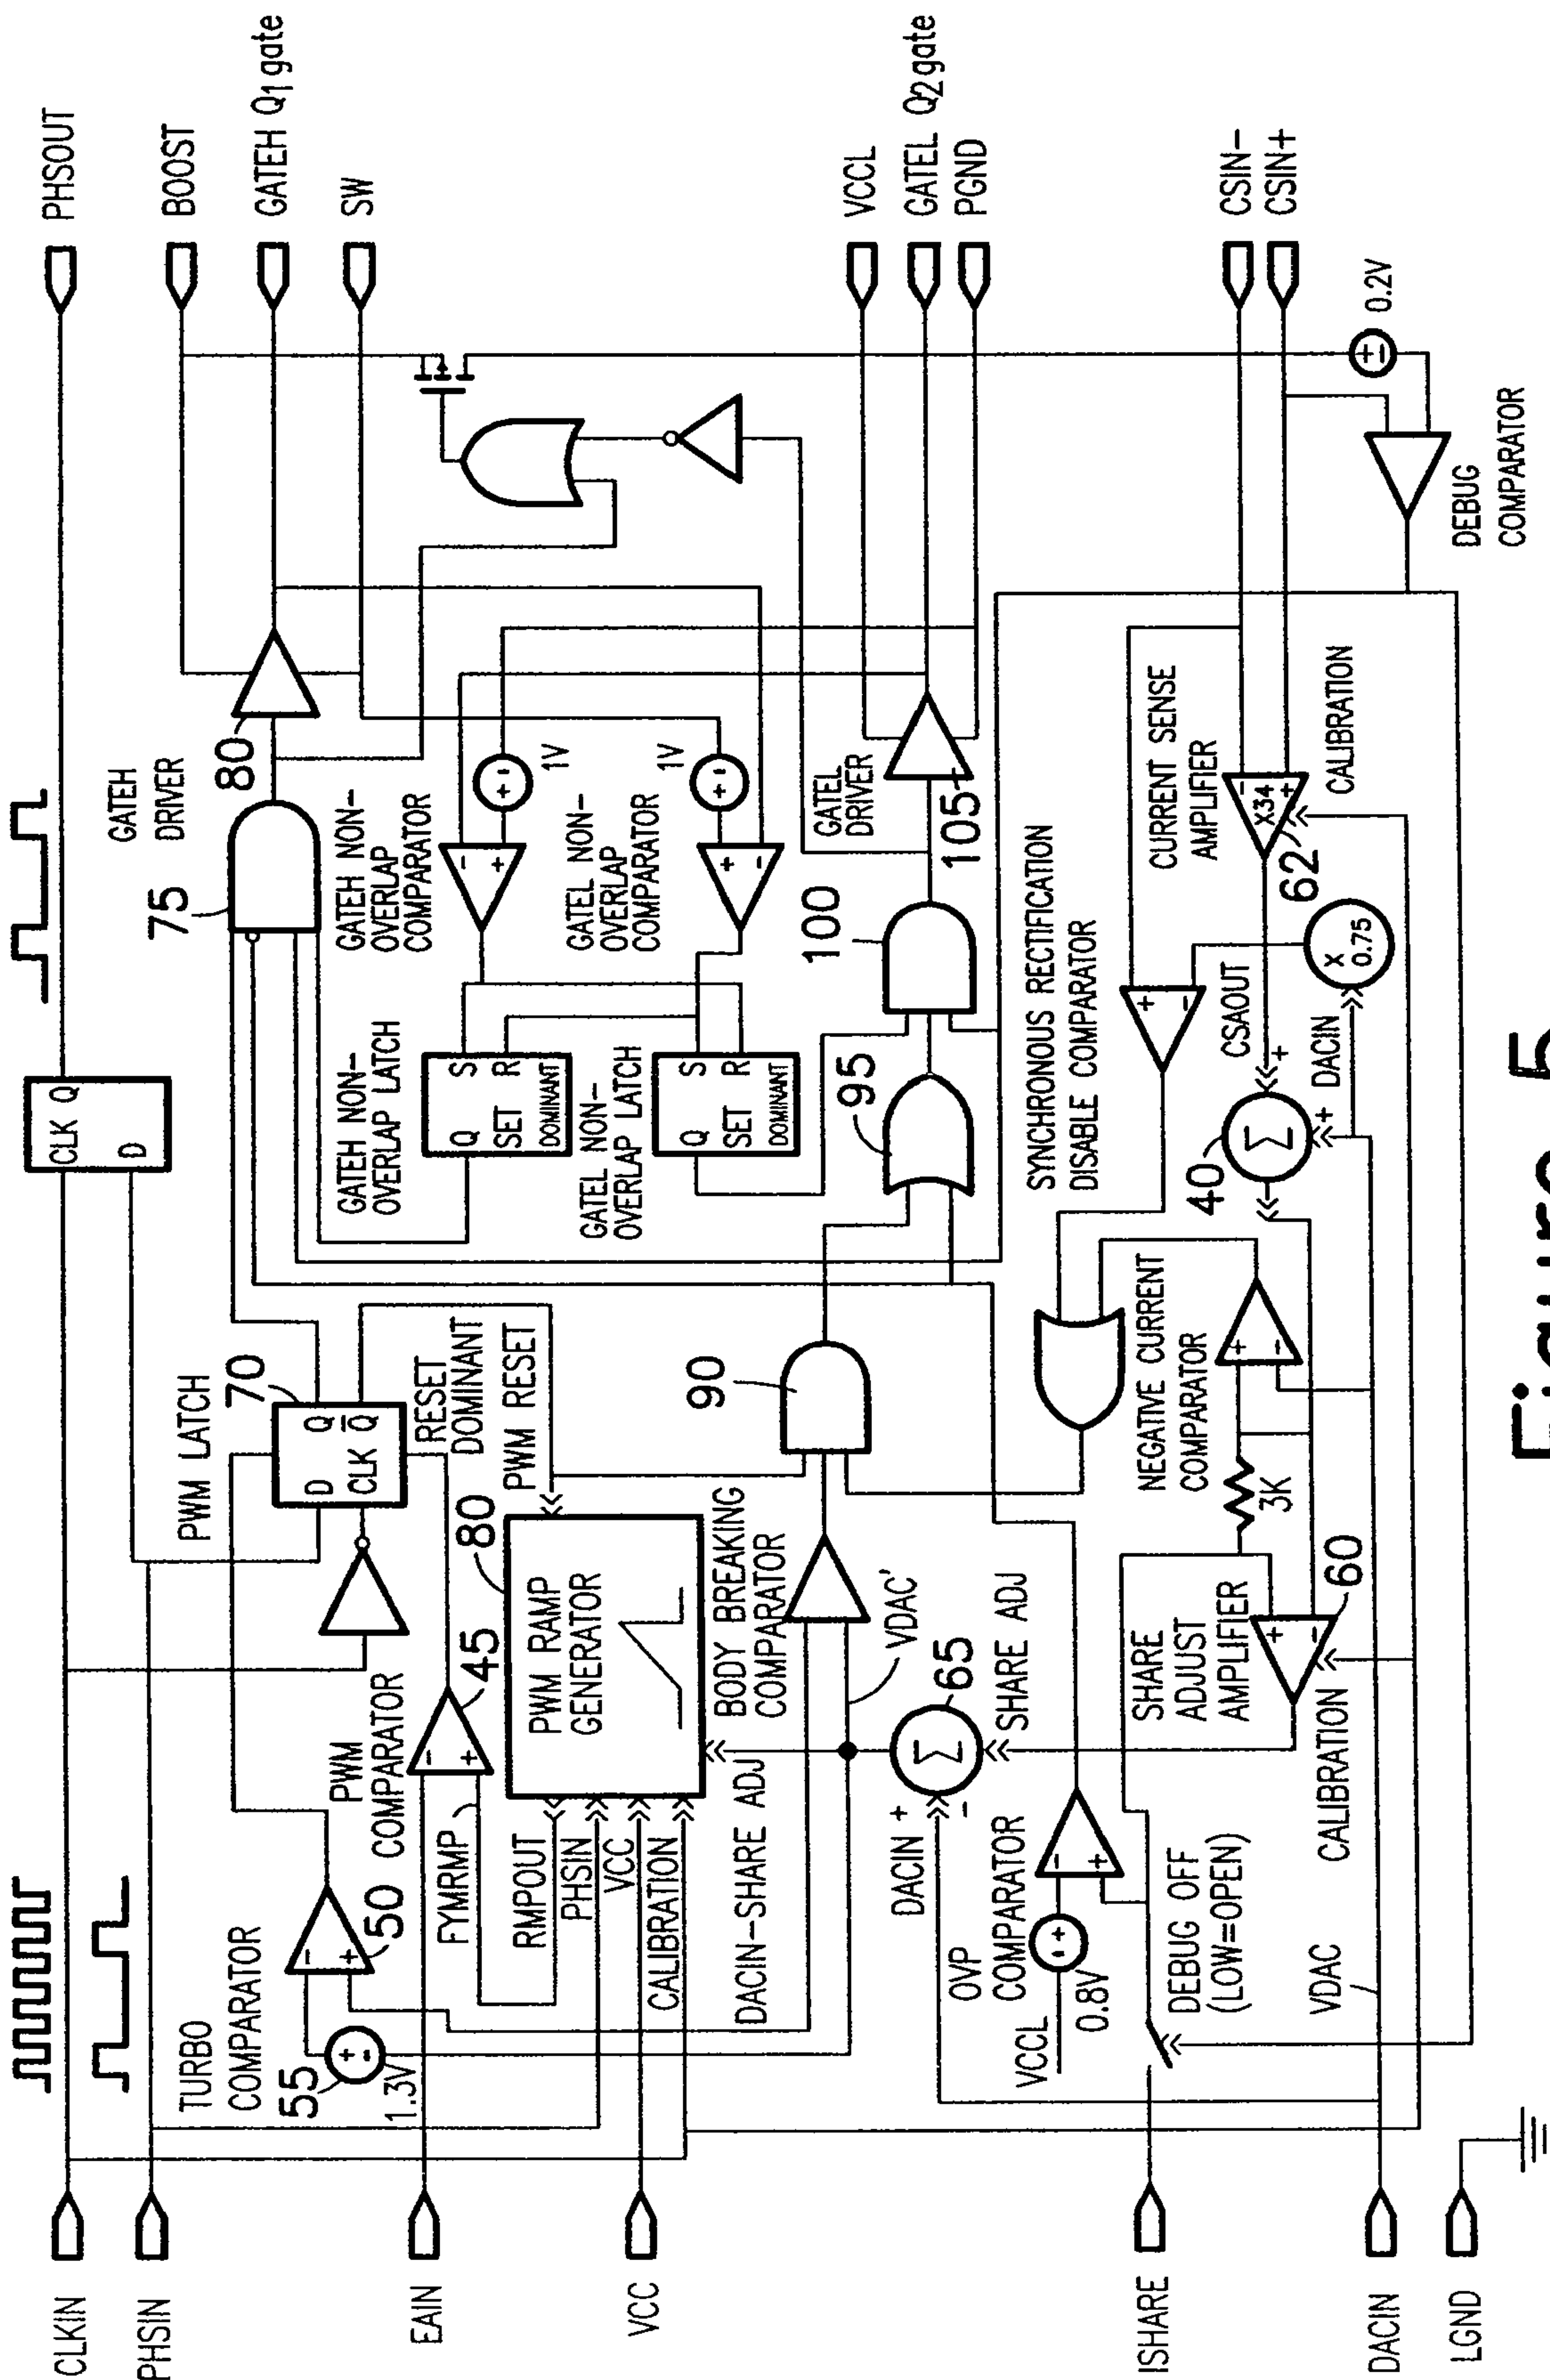 CLKIN
PHSIN
EAIN
VCC
ISHARE
DACIN
LGND
PHSOUT
BOOST
GATEH Q1 gate
SW
VCCL
GATEL Q2 gate
PGND
CSIN-
CSIN+
CLK Q
D
TURBO
COMPARATOR
- +
50
55
+ -
1.3V
PWM LATCH
70
D Q
CLK Q
RESET
DOMINANT
PWM RESET
PWM
COMPARATOR
- +
45
FYMRMP
RMPOUT
PHSIN
VCC
CALIBRATION
80
PWM RAMP
GENERATOR
DACIN-SHARE ADJ
BODY BREAKING
COMPARATOR
VDAC'
90
65
Σ
DACIN +
-
SHARE ADJ
OVP
COMPARATOR
- +
VCCL
- +
0.8V
DEBUG OFF
(LOW=OPEN)
VDAC
SHARE
ADJUST
AMPLIFIER
+ -
60
CALIBRATION
3K
NEGATIVE CURRENT
COMPARATOR
+ -
GATEH
DRIVER
80
75
GATEH NON-
OVERLAP
COMPARATOR
- +
+ -
1V
GATEL NON-
OVERLAP
COMPARATOR
+ -
+ -
1V
GATEH NON-
OVERLAP LATCH
Q S
SET R
DOMINANT
GATEL NON-
OVERLAP LATCH
Q S
SET R
DOMINANT
95
100
GATEL
DRIVER
105
SYNCHRONOUS RECTIFICATION
DISABLE COMPARATOR
+ -
CURRENT SENSE
AMPLIFIER
- +
X34
62
CALIBRATION
CSAOUT
+
40
Σ
+
DACIN
X
0.75
DEBUG
COMPARATOR
+ -
0.2V
Figure 5